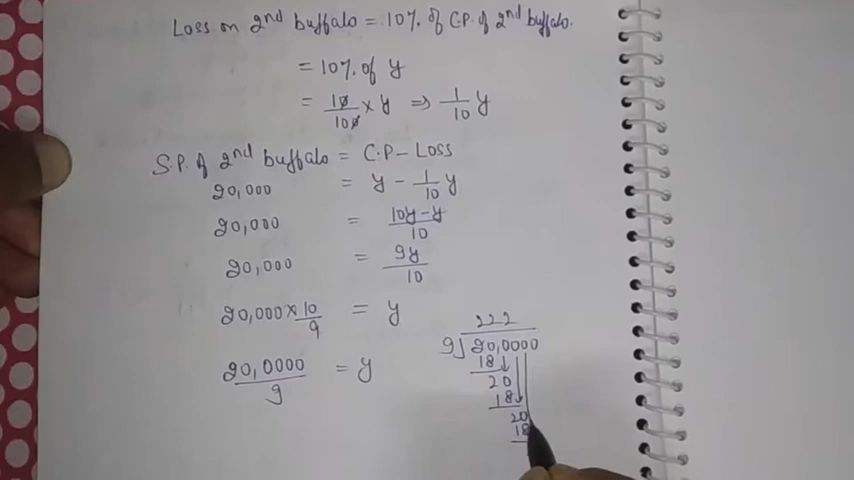 Loss on 2nd buffalo = 10% of C.P. of 2nd buffalo.
= 10% of y
= 10/100 × y ⇒ 1/10 y
S.P. of 2nd buffalo = C.P - Loss
20,000 = y - 1/10 y
20,000 = 10y-y/10
20,000 = 9y/10
20,000 × 10/9 = y
20,0000/9 = y
222
9 20,0000
18↓
20
18↓
20
18